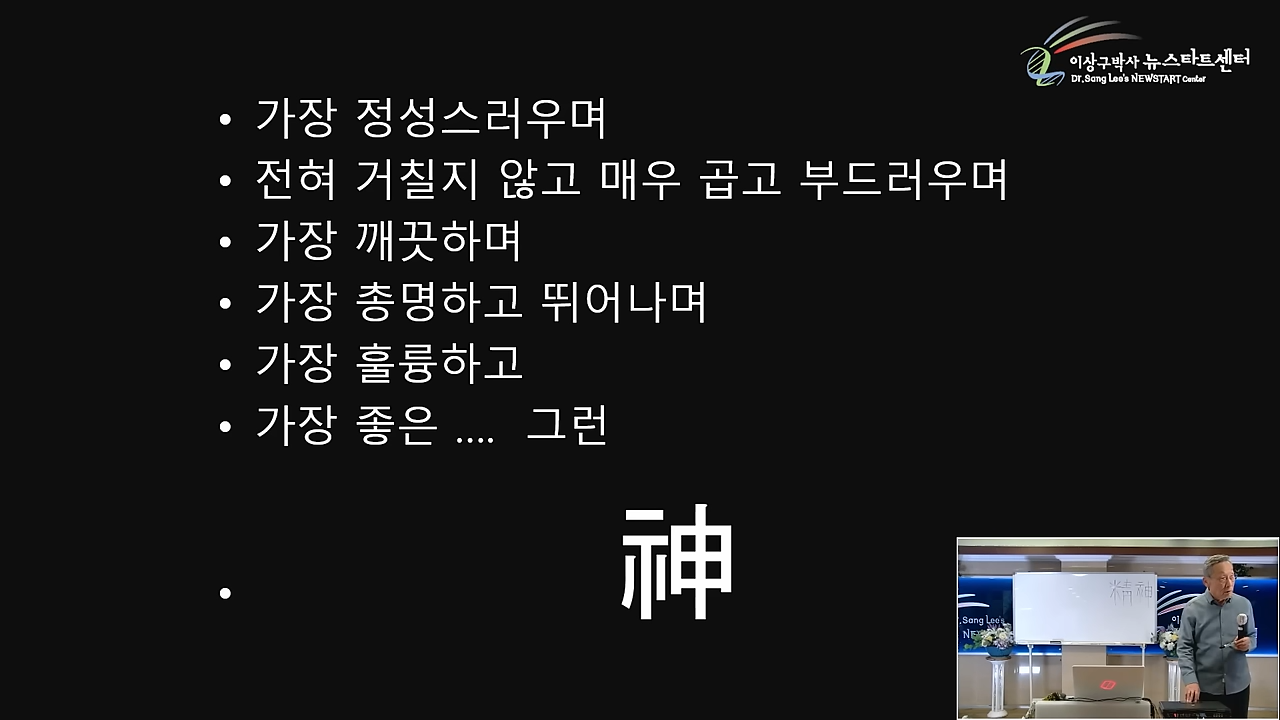 이상구박사 뉴스타트센터
Dr.Sang Lee's NEWSTART Center
• 가장 정성스러우며
• 전혀 거칠지 않고 매우 곱고 부드러우며
• 가장 깨끗하며
• 가장 총명하고 뛰어나며
• 가장 훌륭하고
• 가장 좋은 .... 그런
• 神
精神
.Sang Lee's